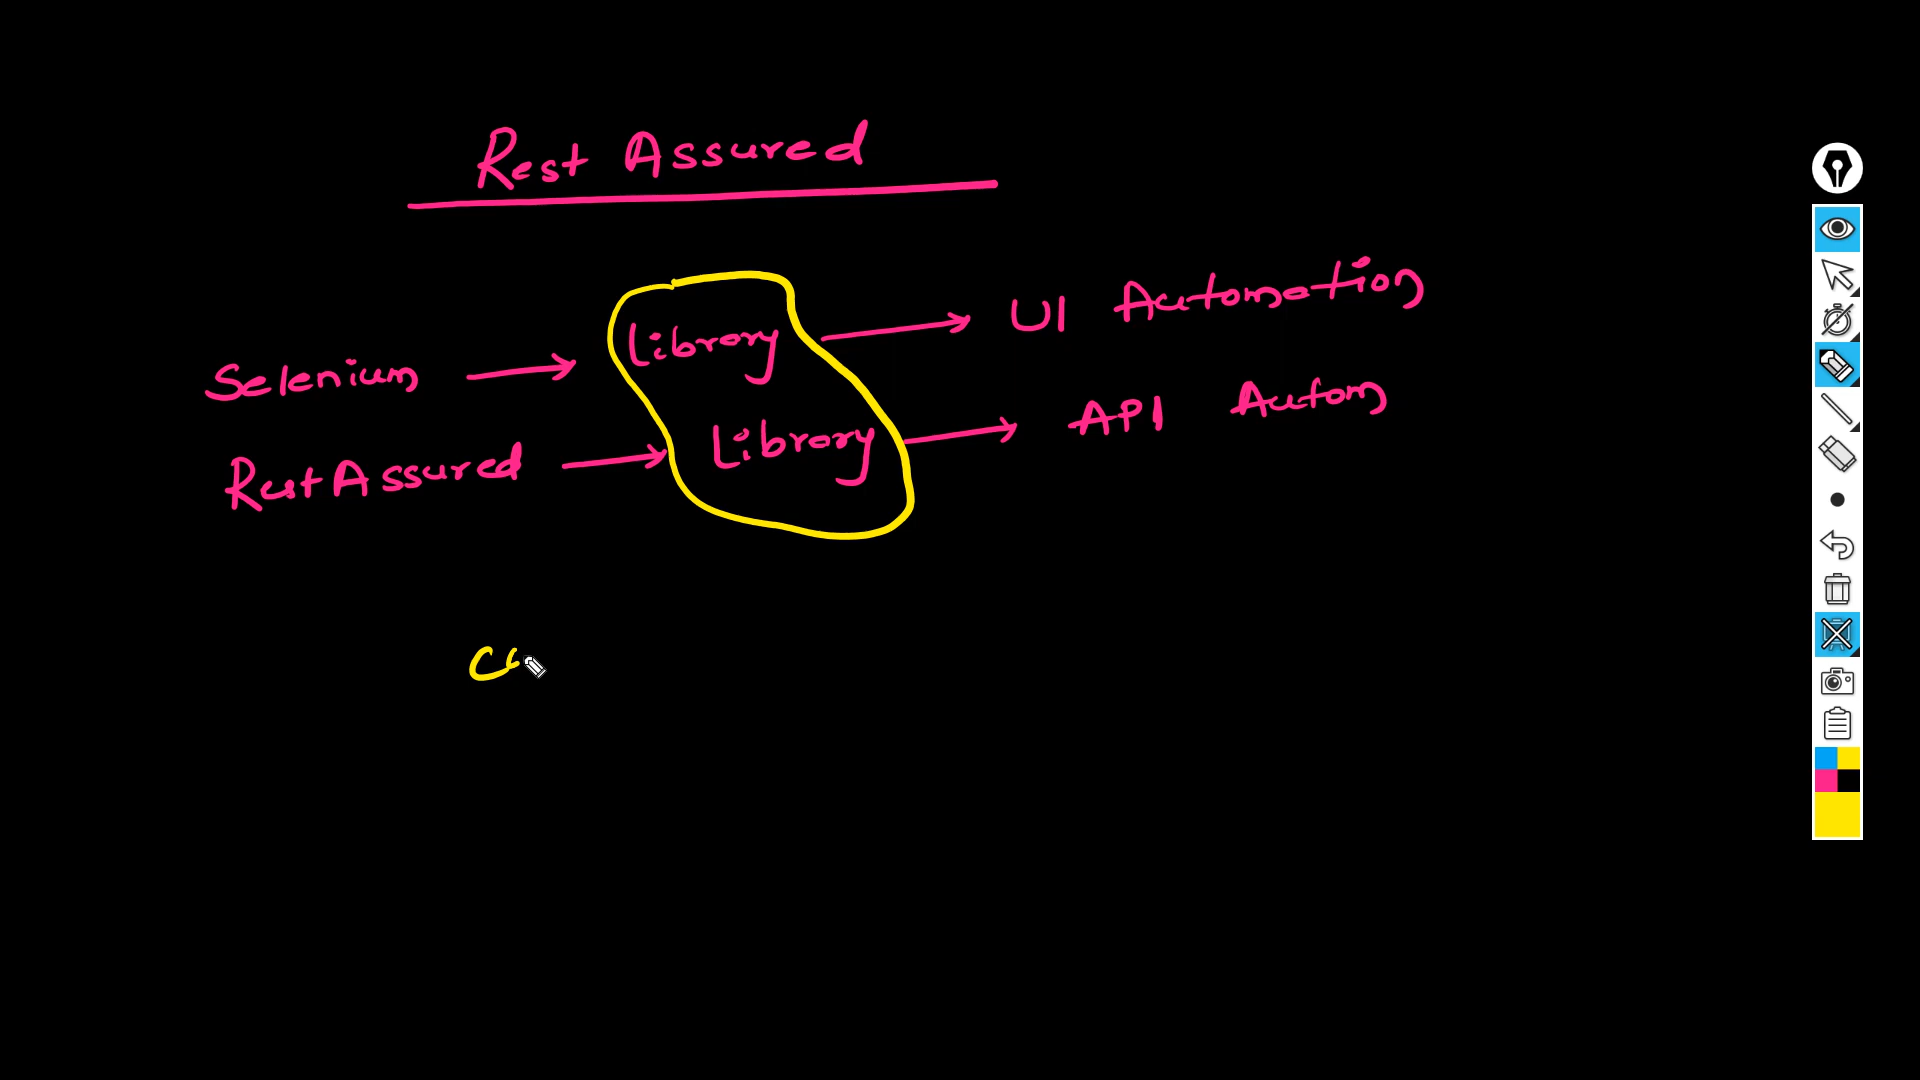 Rest Assured
Selenium → Library → UI Automation
RestAssured → Library → API Autom